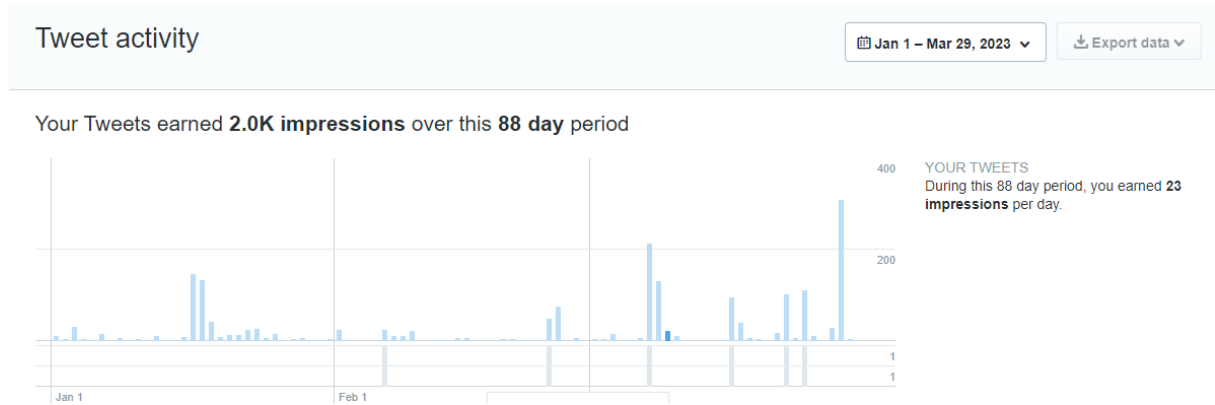 Tweet activity
Jan 1 – Mar 29, 2023
Export data
Your Tweets earned 2.0K impressions over this 88 day period
400
200
1
1
Jan 1
Feb 1
YOUR TWEETS
During this 88 day period, you earned 23
impressions per day.